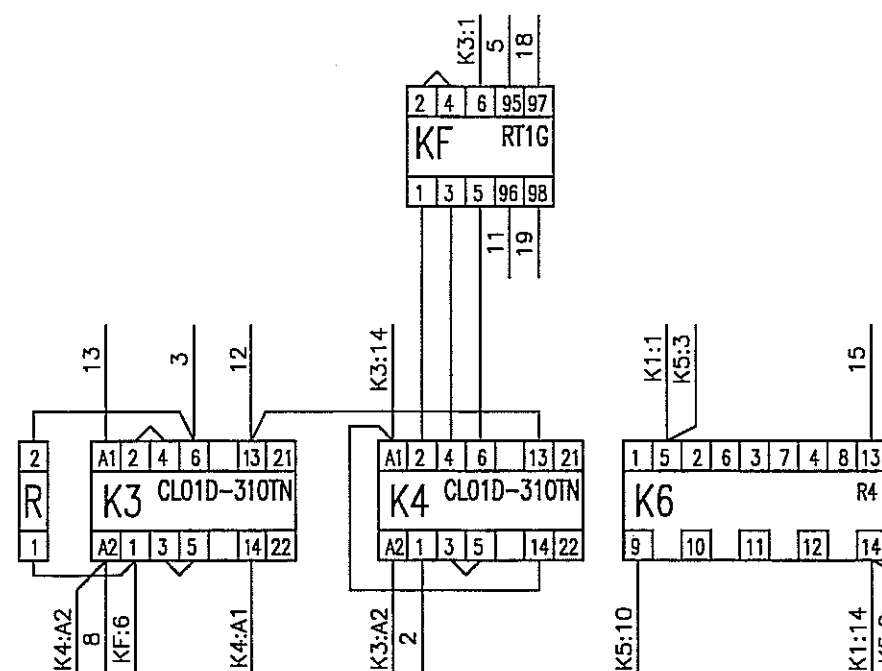 K3:1 5 18
2 4 6 95 97
KF RT1G
1 3 5 96 98
11 19
13 3 12 K3:14 K1:1 K5:3 15
2 A1 2 4 6 13 21 A1 2 4 6 13 21 1 5 2 6 3 7 4 8 13
R K3 CL01D-310TN K4 CL01D-310TN K6 R4
1 A2 1 3 5 14 22 A2 1 3 5 14 22 9 10 11 12 14
K4:A2 8 KF:6 K4:A1 K3:A2 2 K5:10 K1:14